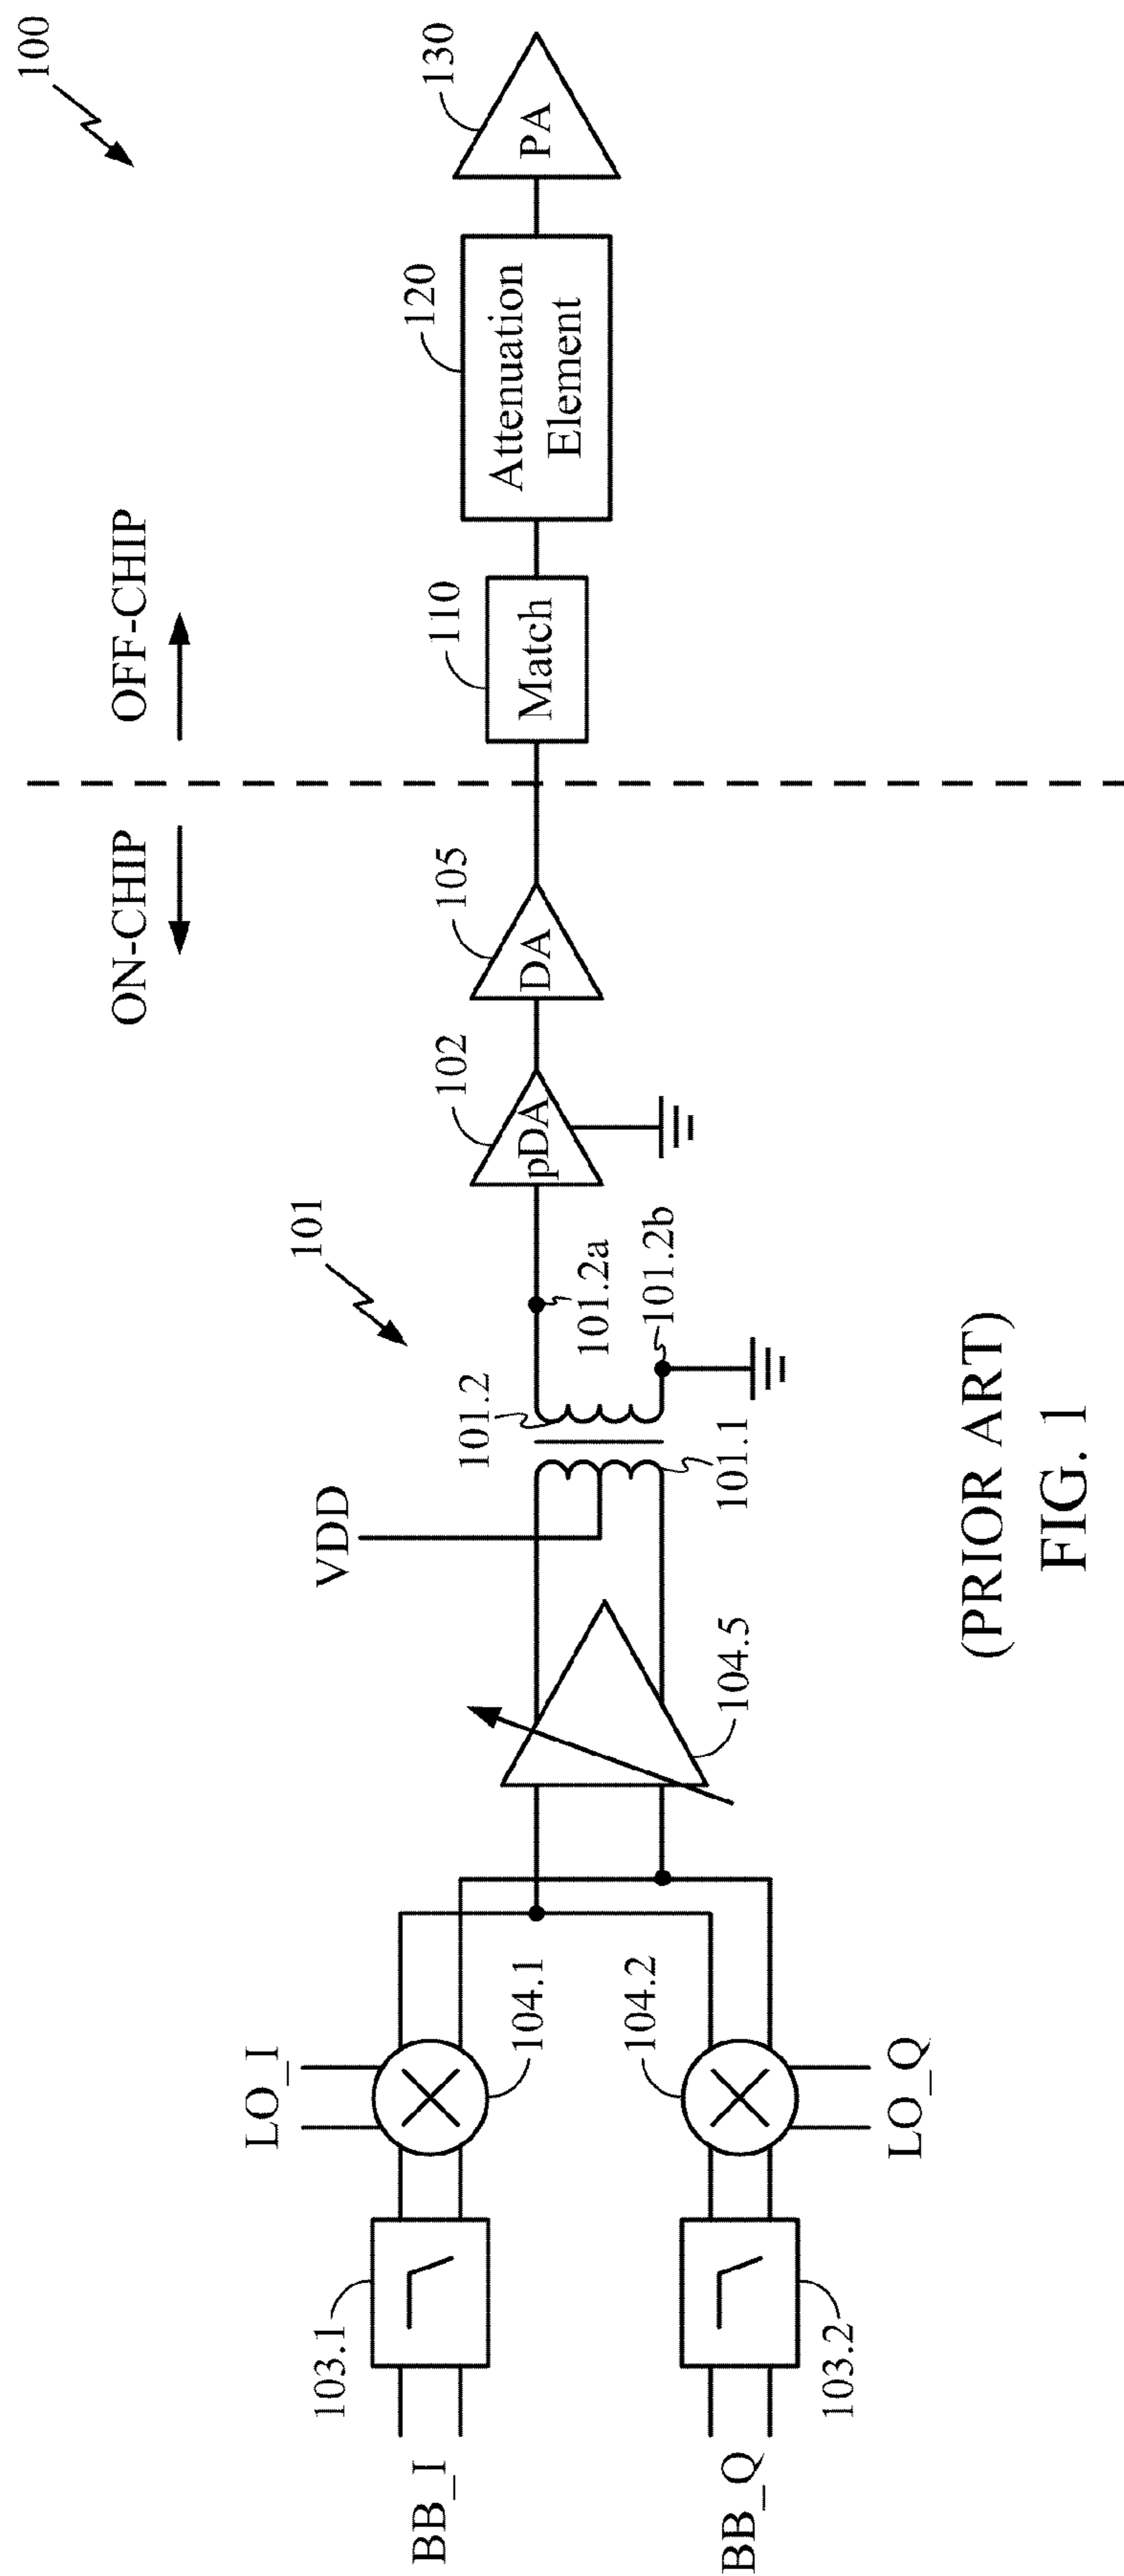 100
ON-CHIP
OFF-CHIP
101
VDD
LO_I
BB_I
103.1
104.1
101.2
102
pDA
105
DA
110
Match
120
Attenuation
Element
130
PA
101.2a
101.2b
101.1
104.5
104.2
BB_Q
103.2
LO_Q
(PRIOR ART)
FIG. 1